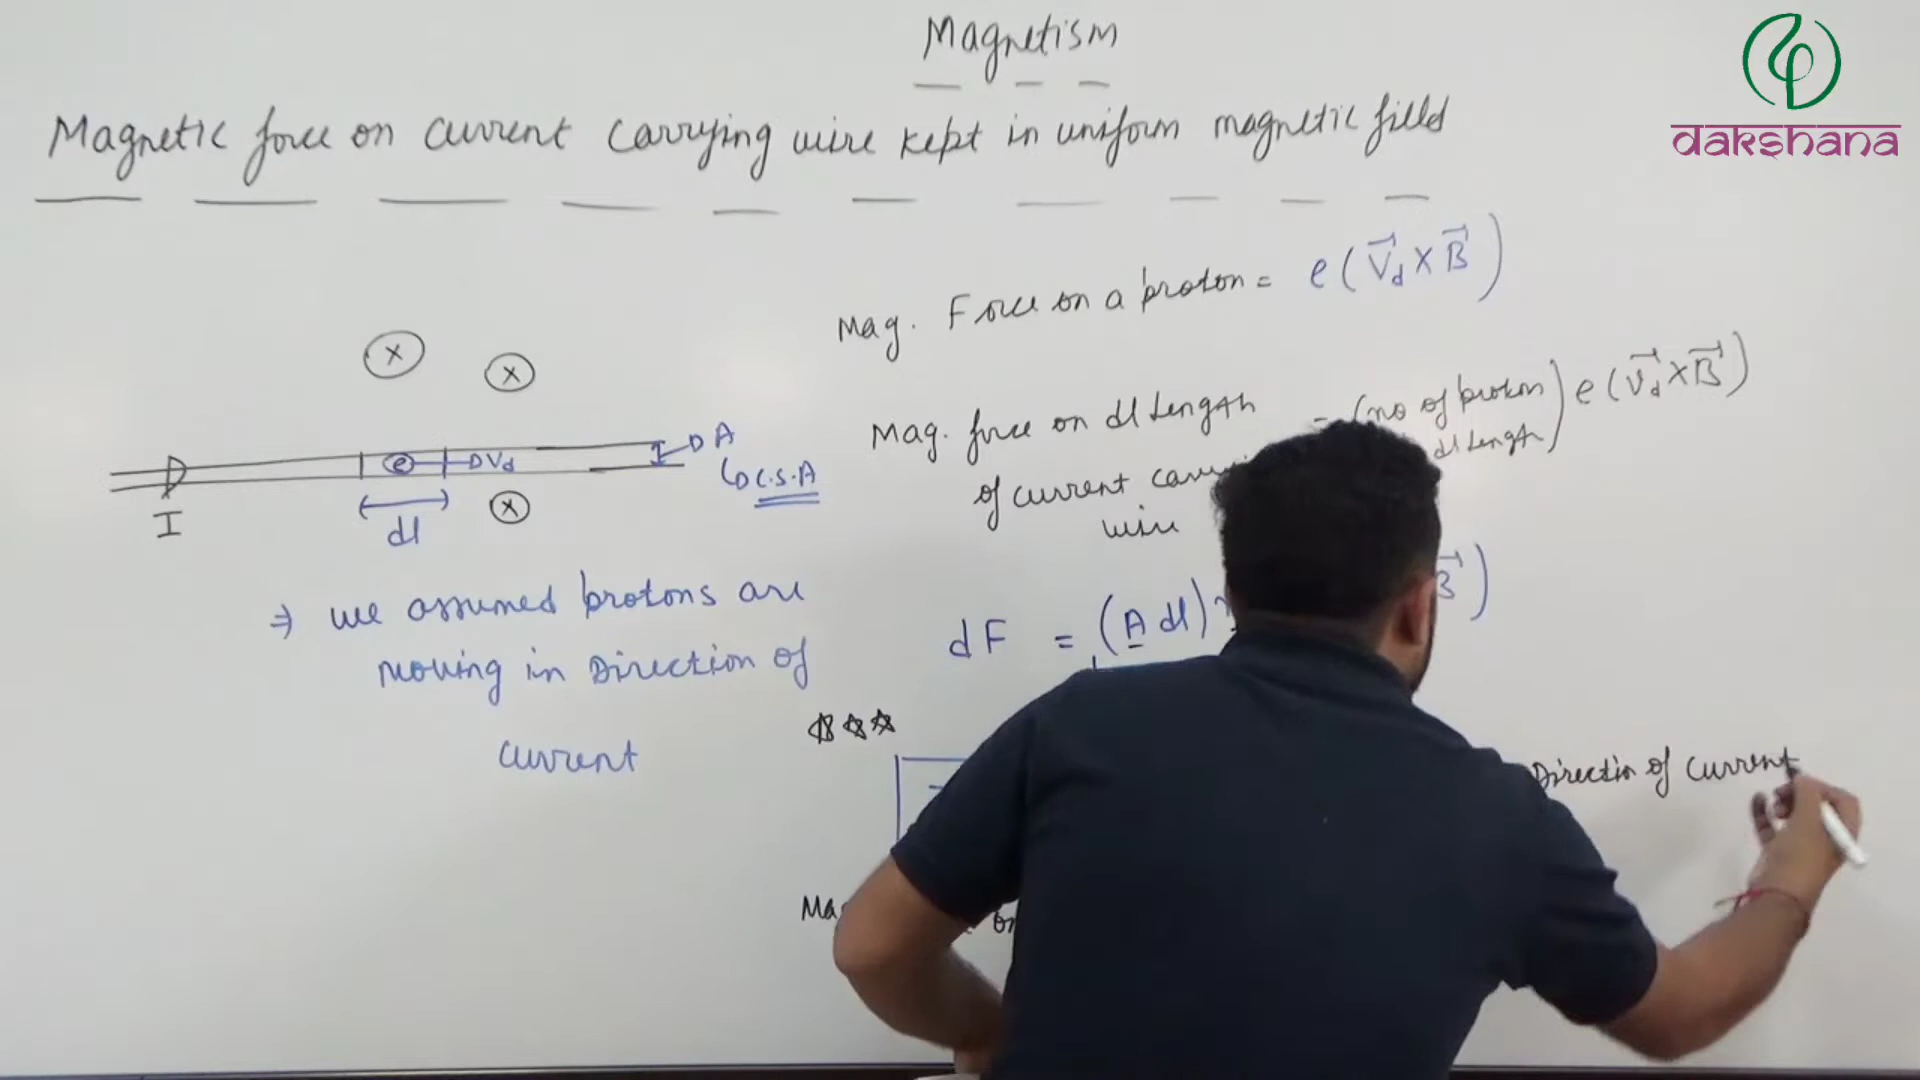 Magnetism
dakshana
Magnetic force on current carrying wire kept in uniform magnetic field
Mag. Force on a proton = e(V⃗d × B⃗)
Mag. force on dl length = (no of proton) e(V⃗d × B⃗)
dl length
of current
wire
x
x
e
Vd
A
C.S.A
I
dl
x
⇒ we assumed protons are
moving in Direction of
current
dF = (A dl)
B⃗)
Direction of current